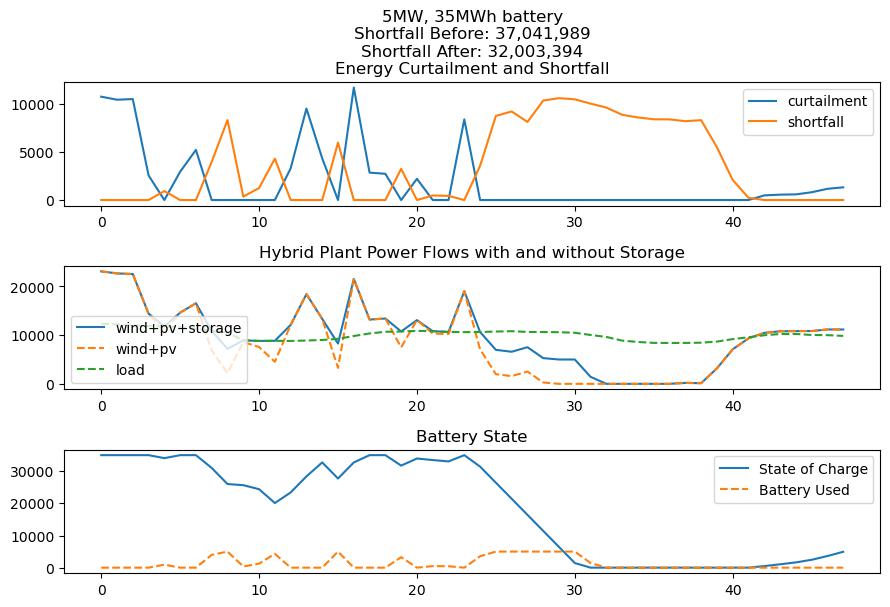 5MW, 35MWh battery
Shortfall Before: 37,041,989
Shortfall After: 32,003,394
Energy Curtailment and Shortfall
10000
5000
0
curtailment
shortfall
0 10 20 30 40
Hybrid Plant Power Flows with and without Storage
20000
10000
0
wind+pv+storage
wind+pv
load
0 10 20 30 40
Battery State
30000
20000
10000
0
State of Charge
Battery Used
0 10 20 30 40